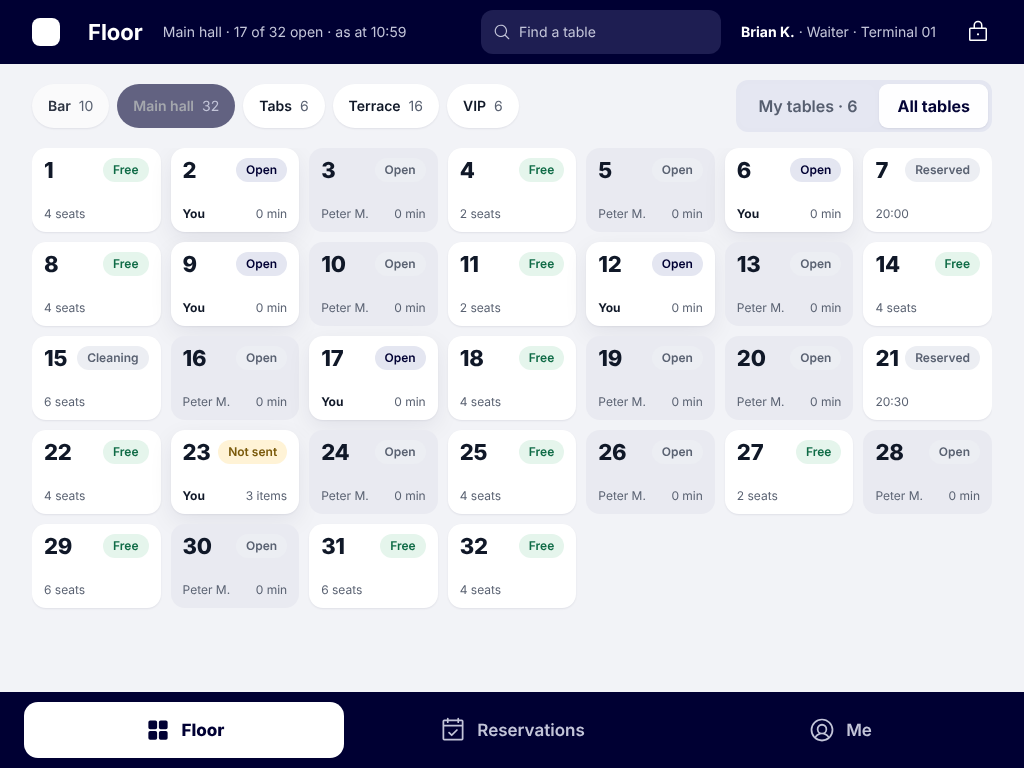 Floor Main hall · 17 of 32 open · as at 10:59 Find a table Brian K. · Waiter · Terminal 01
Bar 10 Main hall 32 Tabs 6 Terrace 16 VIP 6 My tables · 6 All tables
1 Free 2 Open 3 Open 4 Free 5 Open 6 Open 7 Reserved
4 seats You 0 min Peter M. 0 min 2 seats Peter M. 0 min You 0 min 20:00
8 Free 9 Open 10 Open 11 Free 12 Open 13 Open 14 Free
4 seats You 0 min Peter M. 0 min 2 seats You 0 min Peter M. 0 min 4 seats
15 Cleaning 16 Open 17 Open 18 Free 19 Open 20 Open 21 Reserved
6 seats Peter M. 0 min You 0 min 4 seats Peter M. 0 min Peter M. 0 min 20:30
22 Free 23 Not sent 24 Open 25 Free 26 Open 27 Free 28 Open
4 seats You 3 items Peter M. 0 min 4 seats Peter M. 0 min 2 seats Peter M. 0 min
29 Free 30 Open 31 Free 32 Free
6 seats Peter M. 0 min 6 seats 4 seats
Floor Reservations Me